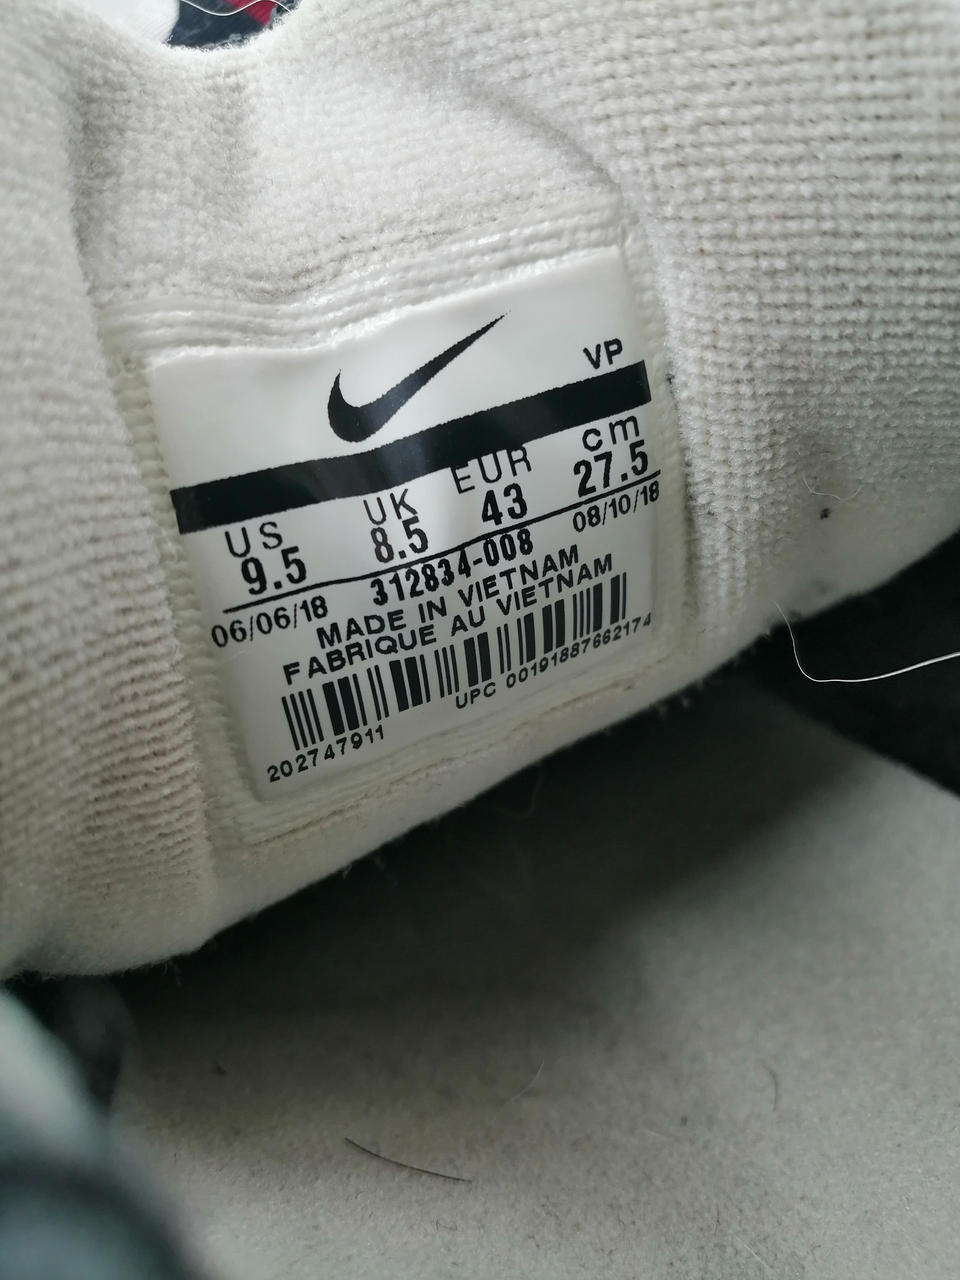 VP
US UK EUR cm
9.5 8.5 43 27.5
06/06/18 312834-008 08/10/18
MADE IN VIETNAM
FABRIQUE AU VIETNAM
UPC 00191887662174
202747911